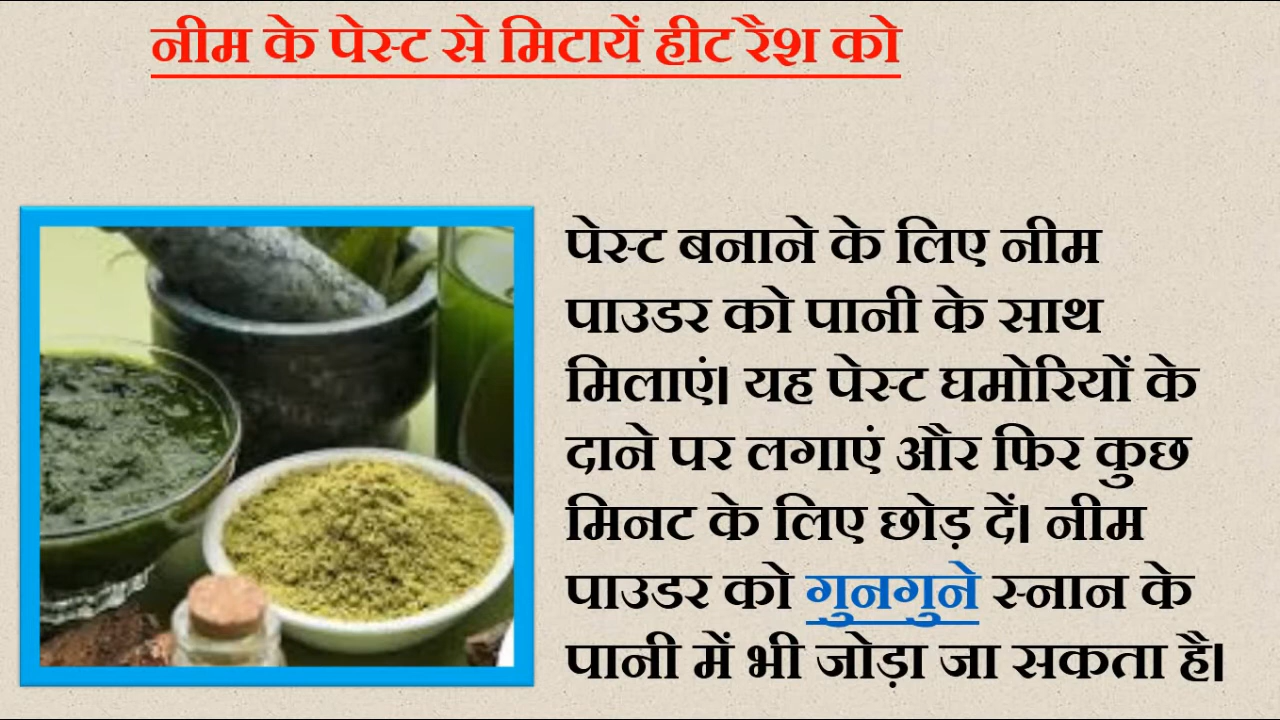 नीम के पेस्ट से मिटायें हीट रैश को
पेस्ट बनाने के लिए नीम
पाउडर को पानी के साथ
मिलाएं। यह पेस्ट घमोरियों के
दाने पर लगाएं और फिर कुछ
मिनट के लिए छोड़ दें। नीम
पाउडर को गुनगुने स्नान के
पानी में भी जोड़ा जा सकता है।